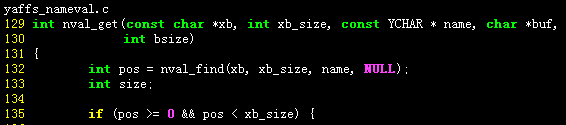 yaffs_nameval.c
129 int nval_get(const char *xb, int xb_size, const YCHAR * name, char *buf,
130              int bsize)
131 {
132         int pos = nval_find(xb, xb_size, name, NULL);
133         int size;
134
135         if (pos >= 0 && pos < xb_size) {